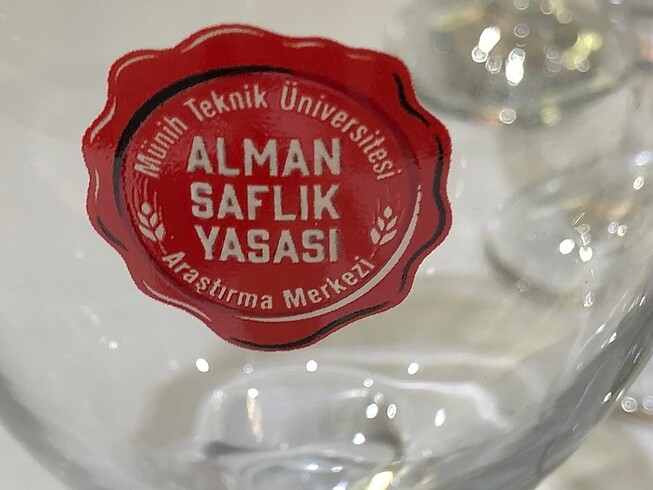 Münih Teknik Üniversitesi
ALMAN
SAFLIK
YASASI
Araştırma Merkezi